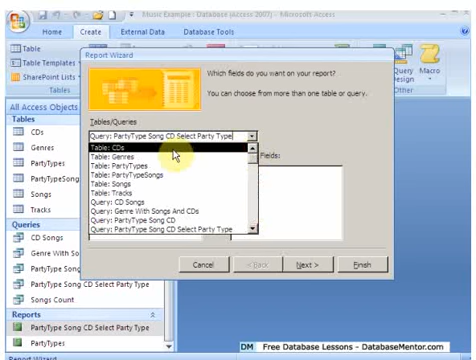 Music Example : Database (Access 2007) - Microsoft Access
Home
Create
External Data
Database Tools
Table
Table Templates
SharePoint Lists
Tables
Query
Design
Macro
Other
Report Wizard
Which fields do you want on your report?
You can choose from more than one table or query.
Tables/Queries
Query: PartyType Song CD Select Party Type
Table: CDs
Table: Genres
Table: PartyTypes
Table: PartyTypeSongs
Table: Songs
Table: Tracks
Query: CD Songs
Query: Genre With Songs And CDs
Query: PartyType Song CD
Query: PartyType Song CD Select Party Type
Fields:
Cancel
< Back
Next >
Finish
All Access Objects
Tables
CDs
Genres
PartyTypes
PartyTypeSong
Songs
Tracks
Queries
CD Songs
Genre With So
PartyType Song
PartyType Song CD Select Party Type
Songs Count
Reports
PartyType Song CD Select Party Type
PartyTypes
DM Free Database Lessons - DatabaseMentor.com
Report Wizard